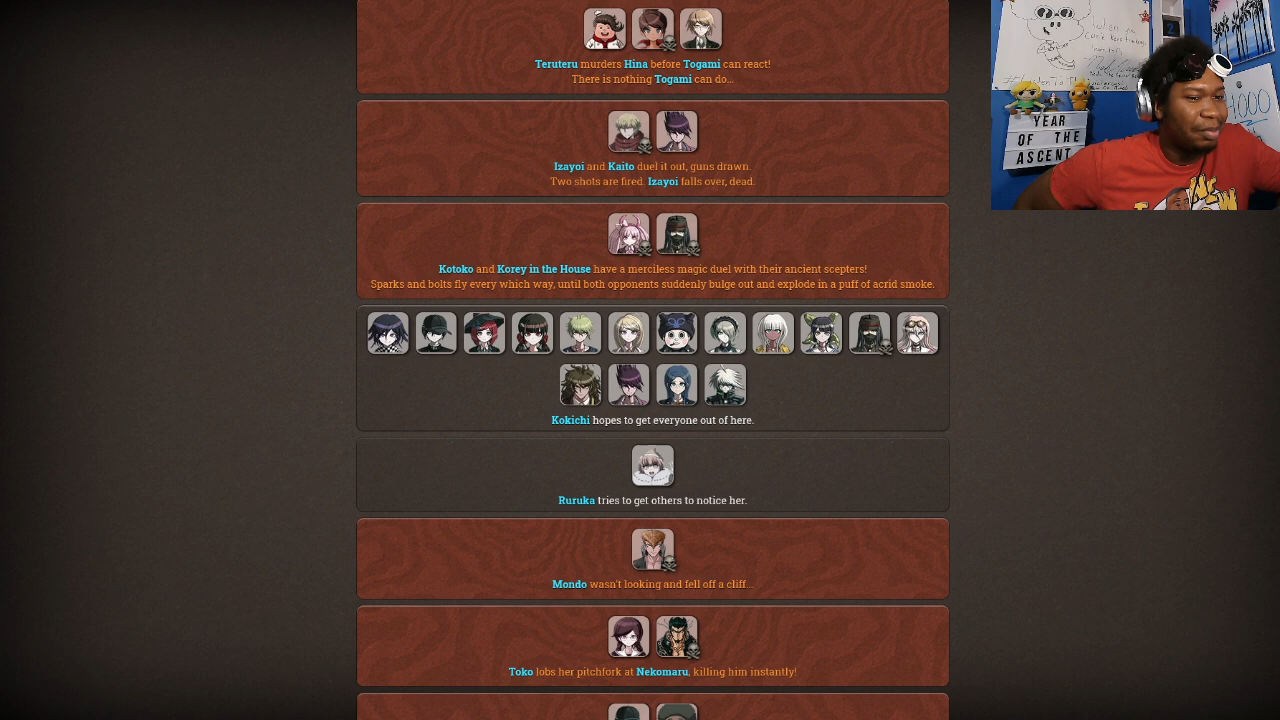 Teruteru murders Hina before Togami can react!
There is nothing Togami can do...
Izayoi and Kaito duel it out, guns drawn.
Two shots are fired. Izayoi falls over, dead.
Kotoko and Korey in the House have a merciless magic duel with their ancient scepters!
Sparks and bolts fly every which way, until both opponents suddenly bulge out and explode in a puff of acrid smoke.
Kokichi hopes to get everyone out of here.
Ruruka tries to get others to notice her.
Mondo wasn't looking and fell off a cliff...
Toko lobs her pitchfork at Nekomaru, killing him instantly!
YEAR
OF THE
ASCENT